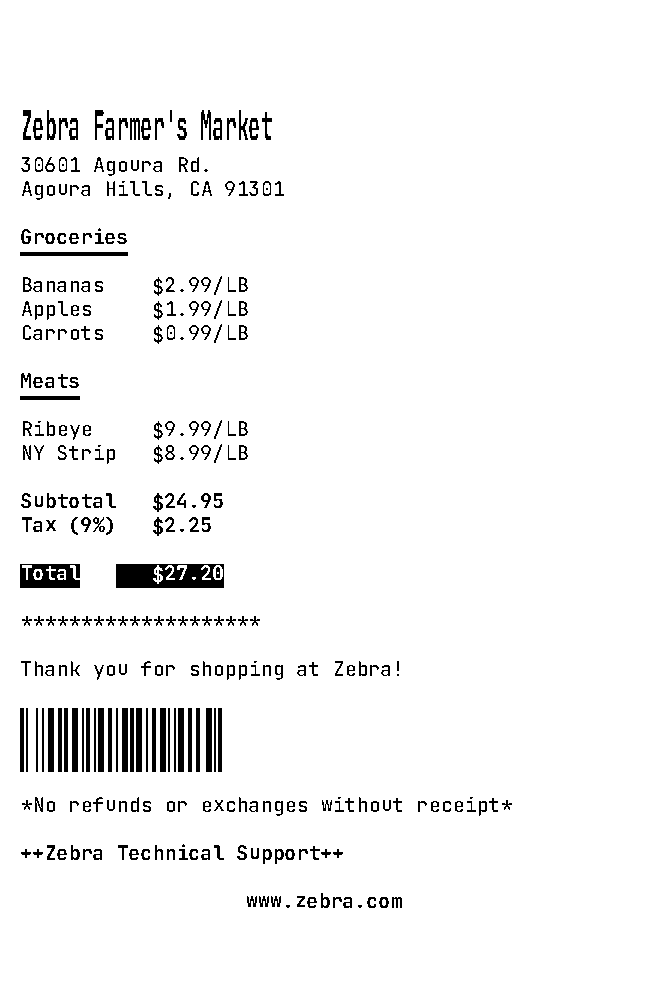 Zebra Farmer's Market
30601 Agoura Rd.
Agoura Hills, CA 91301
Groceries
Bananas    $2.99/LB
Apples     $1.99/LB
Carrots    $0.99/LB
Meats
Ribeye     $9.99/LB
NY Strip   $8.99/LB
Subtotal   $24.95
Tax (9%)   $2.25
Total      $27.20
********************
Thank you for shopping at Zebra!
*No refunds or exchanges without receipt*
++Zebra Technical Support++
www.zebra.com